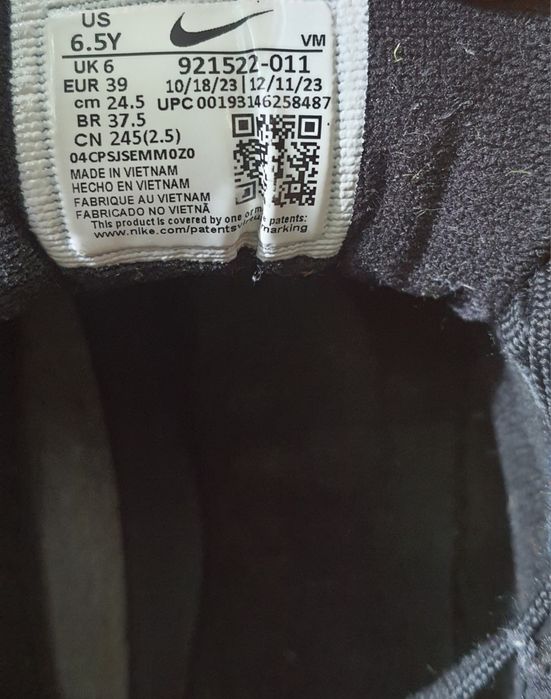 US
6.5Y
VM
UK 6
921522-011
EUR 39
10/18/23 | 12/11/23
cm 24.5
UPC 00193146258487
BR 37.5
CN 245(2.5)
04CPSJSEMM0Z0
MADE IN VIETNAM
HECHO EN VIETNAM
FABRIQUE AU VIETNAM
FABRICADO NO VIETNÃ
This product is covered by one or m patents:
www.nike.com/patents
marking